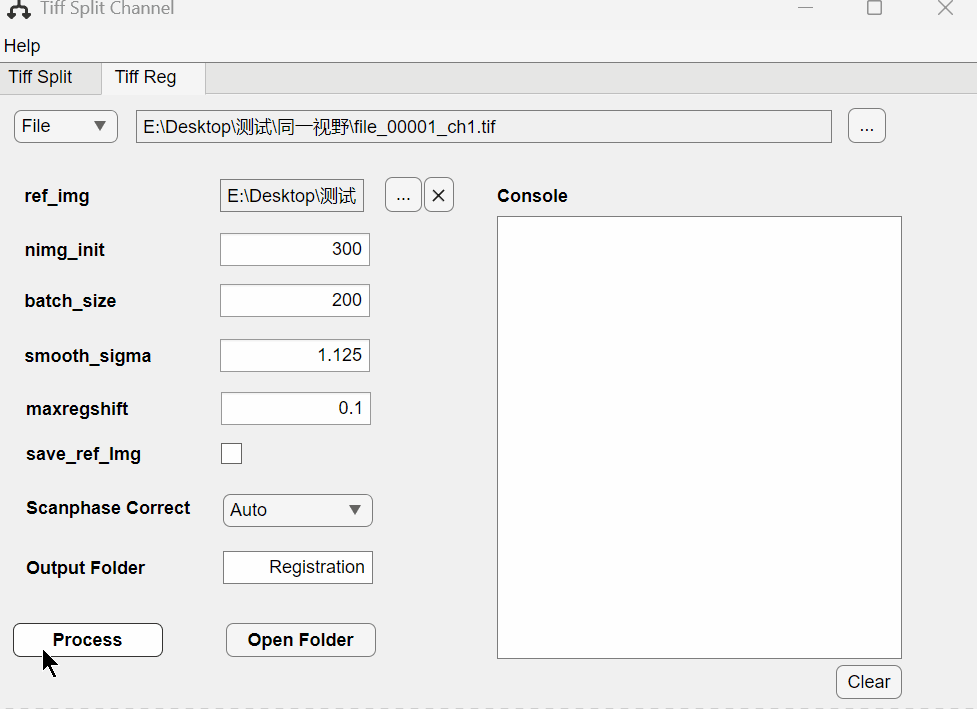 Tiff Split Channel
Help
Tiff Split
Tiff Reg
File
E:\Desktop\测试\同一视野\file_00001_ch1.tif
...
ref_img
E:\Desktop\测试
...
Console
nimg_init
300
batch_size
200
smooth_sigma
1.125
maxregshift
0.1
save_ref_Img
Scanphase Correct
Auto
Output Folder
Registration
Process
Open Folder
Clear